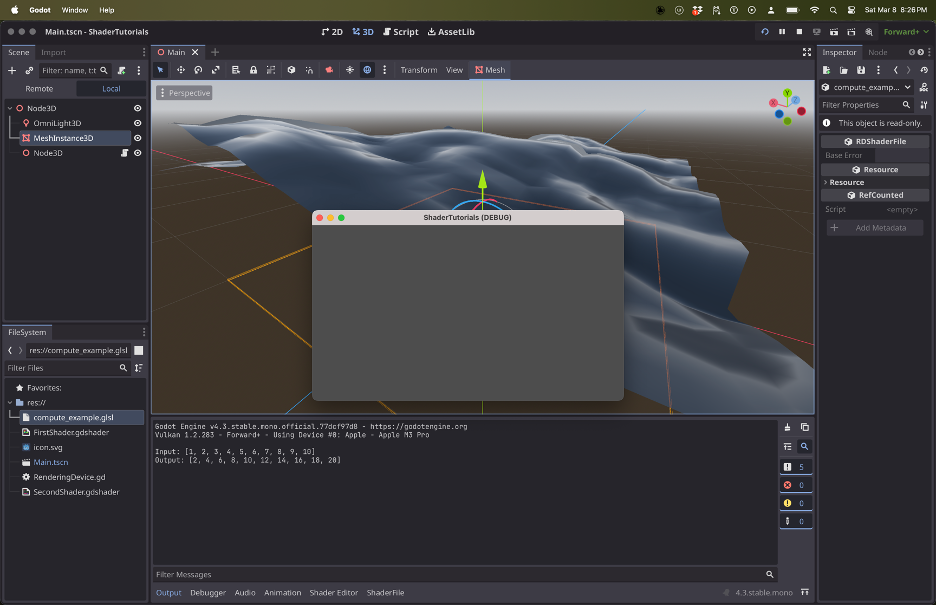 Godot Window Help
Sat Mar 8 8:26 PM
Main.tscn - ShaderTutorials
2D 3D Script AssetLib
Forward+
Scene Import
Filter: name, t:t
Remote Local
Node3D
OmniLight3D
MeshInstance3D
Node3D
Main
Transform View Mesh
Perspective
Y
X
Z
ShaderTutorials (DEBUG)
FileSystem
res://compute_example.glsl
Filter Files
Favorites:
res://
compute_example.glsl
FirstShader.gdshader
icon.svg
Main.tscn
RenderingDevice.gd
SecondShader.gdshader
Godot Engine v4.3.stable.mono.official.77dcf97d8 - https://godotengine.org
Vulkan 1.2.283 - Forward+ - Using Device #0: Apple - Apple M3 Pro
Input: [1, 2, 3, 4, 5, 6, 7, 8, 9, 10]
Output: [2, 4, 6, 8, 10, 12, 14, 16, 18, 20]
5
0
0
0
Filter Messages
Output Debugger Audio Animation Shader Editor ShaderFile
4.3.stable.mono
Inspector Node
compute_examp...
Filter Properties
This object is read-only.
RDShaderFile
Base Error
Resource
Resource
RefCounted
Script <empty>
Add Metadata